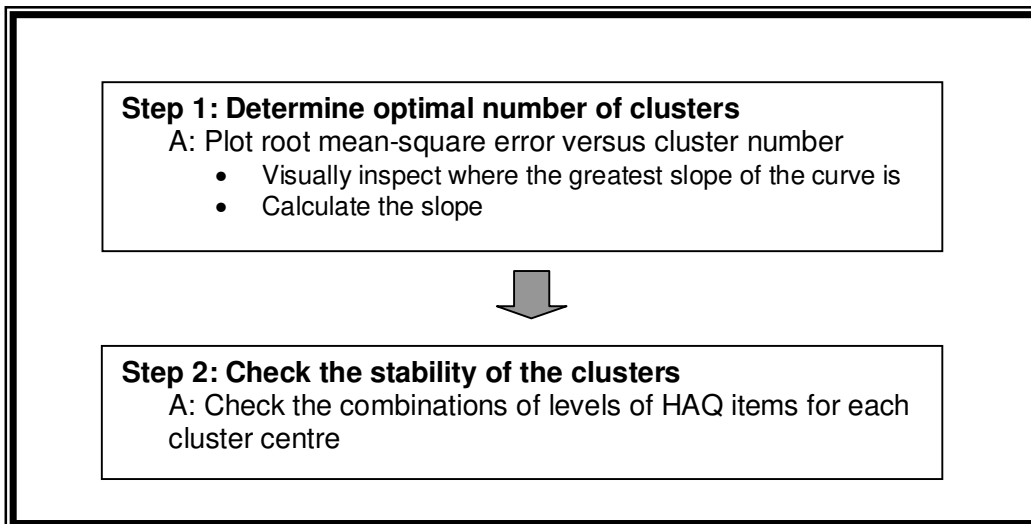 Step 1: Determine optimal number of clusters
A: Plot root mean-square error versus cluster number
• Visually inspect where the greatest slope of the curve is
• Calculate the slope
Step 2: Check the stability of the clusters
A: Check the combinations of levels of HAQ items for each
cluster centre